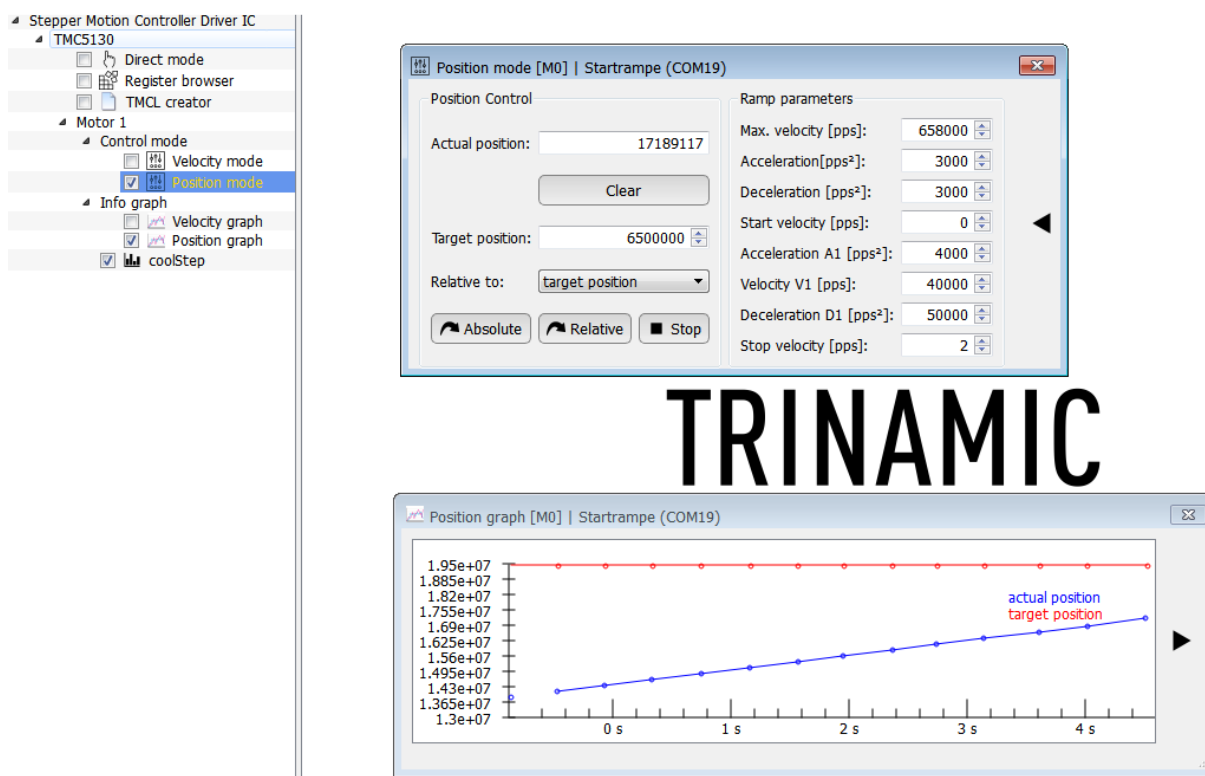 Stepper Motion Controller Driver IC
TMC5130
Direct mode
Register browser
TMCL creator
Motor 1
Control mode
Velocity mode
Position mode
Info graph
Velocity graph
Position graph
coolStep
Position mode [M0] | Startrampe (COM19)
Position Control
Actual position: 17189117
Clear
Target position: 6500000
Relative to: target position
Absolute Relative Stop
Ramp parameters
Max. velocity [pps]: 658000
Acceleration[pps²]: 3000
Deceleration [pps²]: 3000
Start velocity [pps]: 0
Acceleration A1 [pps²]: 4000
Velocity V1 [pps]: 40000
Deceleration D1 [pps²]: 50000
Stop velocity [pps]: 2
TRINAMIC
Position graph [M0] | Startrampe (COM19)
1.95e+07
1.885e+07
1.82e+07
1.755e+07
1.69e+07
1.625e+07
1.56e+07
1.495e+07
1.43e+07
1.365e+07
1.3e+07
actual position
target position
0 s 1 s 2 s 3 s 4 s